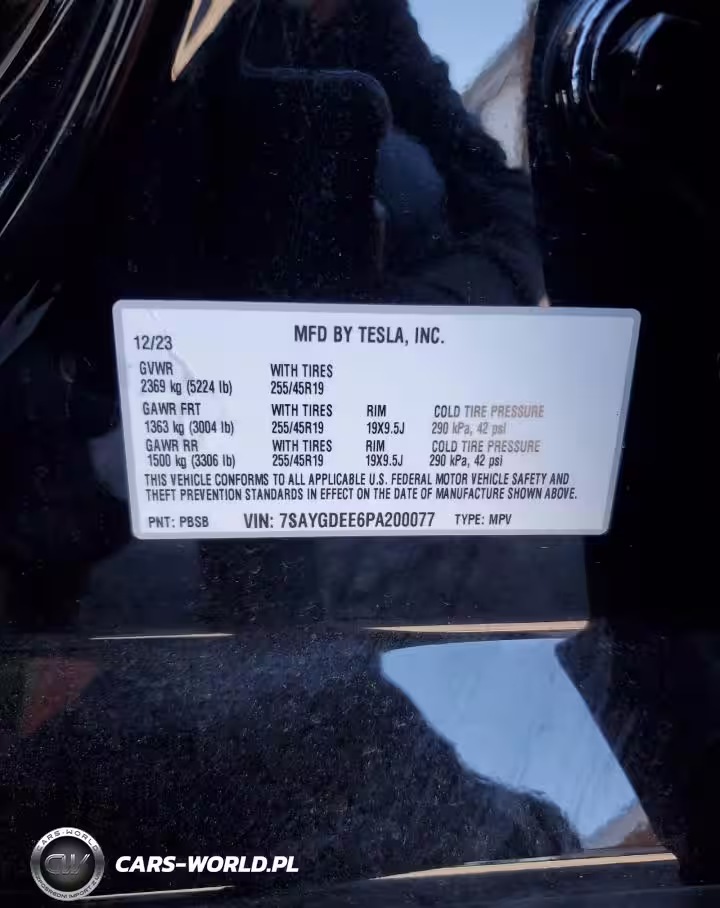 12/23 MFD BY TESLA, INC.
GVWR WITH TIRES
2369 kg (5224 lb) 255/45R19
GAWR FRT WITH TIRES RIM COLD TIRE PRESSURE
1363 kg (3004 lb) 255/45R19 19X9.5J 290 kPa, 42 psi
GAWR RR WITH TIRES RIM COLD TIRE PRESSURE
1500 kg (3306 lb) 255/45R19 19X9.5J 290 kPa, 42 psi
THIS VEHICLE CONFORMS TO ALL APPLICABLE U.S. FEDERAL MOTOR VEHICLE SAFETY AND
THEFT PREVENTION STANDARDS IN EFFECT ON THE DATE OF MANUFACTURE SHOWN ABOVE.
PNT: PBSB VIN: 7SAYGDEE6PA200077 TYPE: MPV
CARS-WORLD
CW
CARS-WORLD.PL